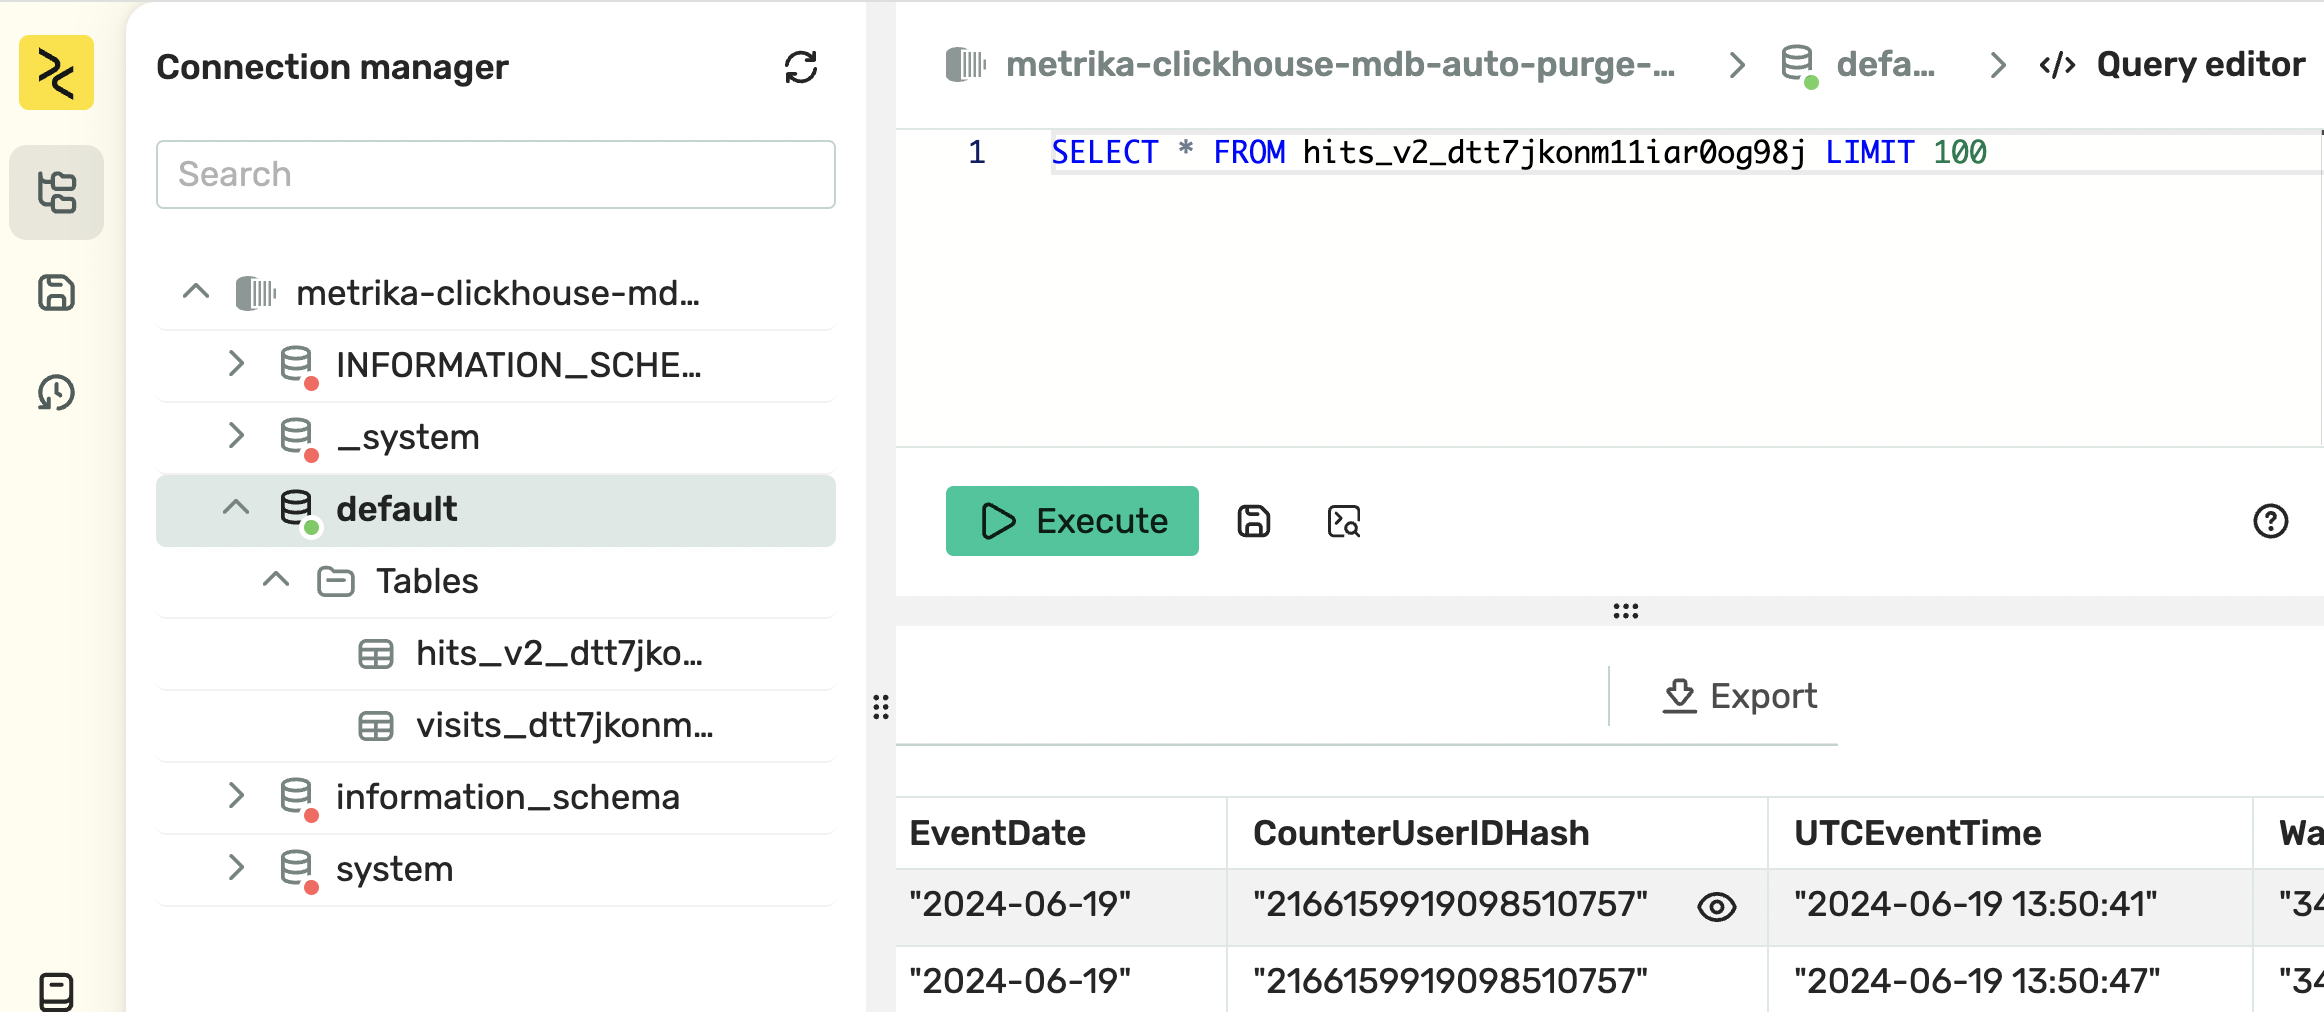 Connection manager
Search
metrika-clickhouse-md...
INFORMATION_SCHE...
_system
default
Tables
hits_v2_dtt7jko...
visits_dtt7jkonm...
information_schema
system
metrika-clickhouse-mdb-auto-purge-... > defa... > </> Query editor
1 SELECT * FROM hits_v2_dtt7jkonm11iar0og98j LIMIT 100
Execute
Export
EventDate CounterUserIDHash UTCEventTime Wa
"2024-06-19" "2166159919098510757" "2024-06-19 13:50:41" "34
"2024-06-19" "2166159919098510757" "2024-06-19 13:50:47" "34